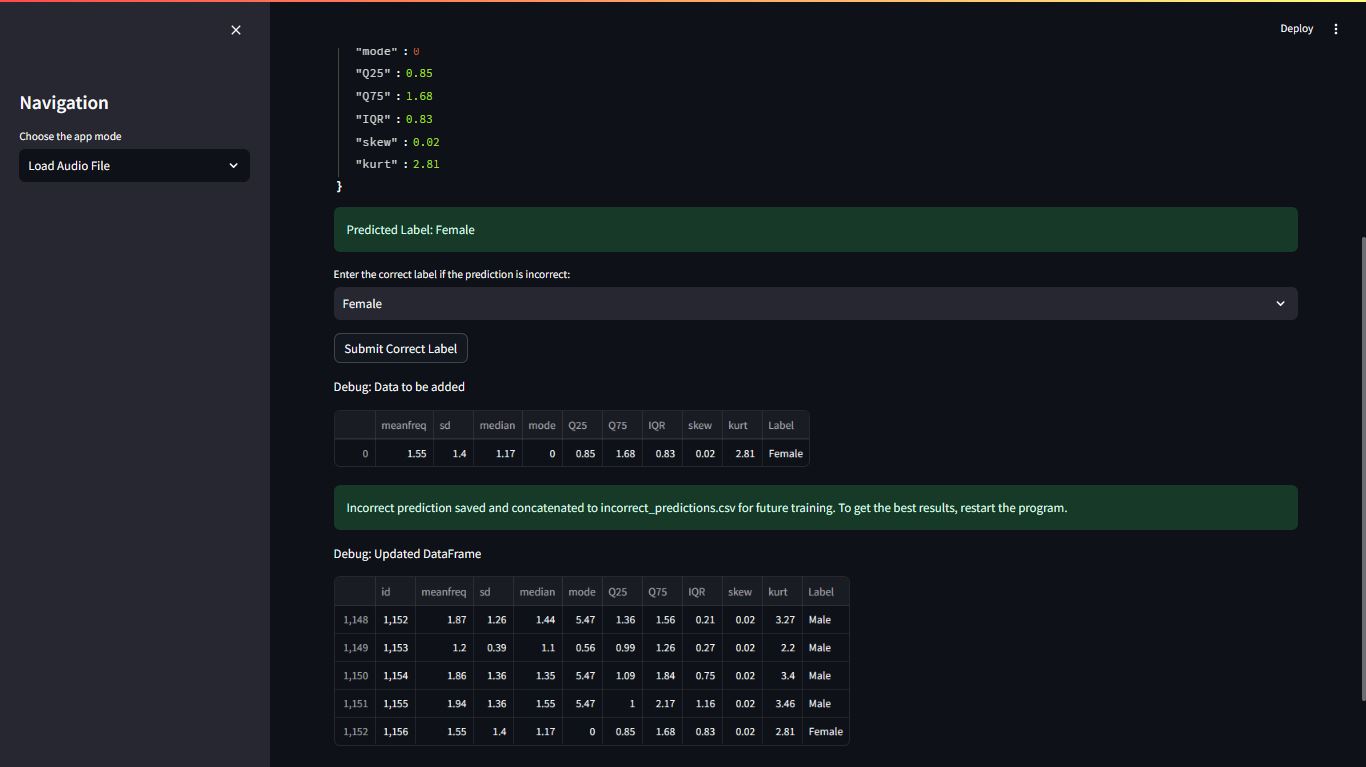 Deploy
Navigation
Choose the app mode
Load Audio File
"mode" : 0
"Q25" : 0.85
"Q75" : 1.68
"IQR" : 0.83
"skew" : 0.02
"kurt" : 2.81
}
Predicted Label: Female
Enter the correct label if the prediction is incorrect:
Female
Submit Correct Label
Debug: Data to be added
meanfreq sd median mode Q25 Q75 IQR skew kurt Label
0 1.55 1.4 1.17 0 0.85 1.68 0.83 0.02 2.81 Female
Incorrect prediction saved and concatenated to incorrect_predictions.csv for future training. To get the best results, restart the program.
Debug: Updated DataFrame
id meanfreq sd median mode Q25 Q75 IQR skew kurt Label
1,148 1,152 1.87 1.26 1.44 5.47 1.36 1.56 0.21 0.02 3.27 Male
1,149 1,153 1.2 0.39 1.1 0.56 0.99 1.26 0.27 0.02 2.2 Male
1,150 1,154 1.86 1.36 1.35 5.47 1.09 1.84 0.75 0.02 3.4 Male
1,151 1,155 1.94 1.36 1.55 5.47 1 2.17 1.16 0.02 3.46 Male
1,152 1,156 1.55 1.4 1.17 0 0.85 1.68 0.83 0.02 2.81 Female